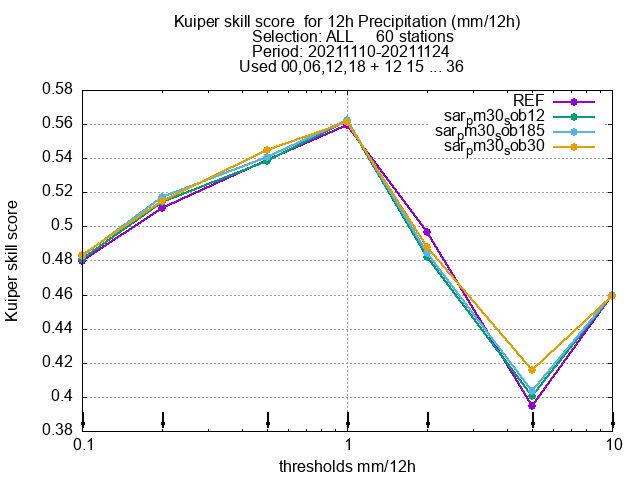 Kuiper skill score  for 12h Precipitation (mm/12h)
Selection: ALL     60 stations
Period: 20211110-20211124
Used 00,06,12,18 + 12 15 ... 36
REF
sar_pm30_sob12
sar_pm30_sob185
sar_pm30_sob30
0.58
0.56
0.54
0.52
0.5
0.48
0.46
0.44
0.42
0.4
0.38
Kuiper skill score
0.1
1
10
thresholds mm/12h